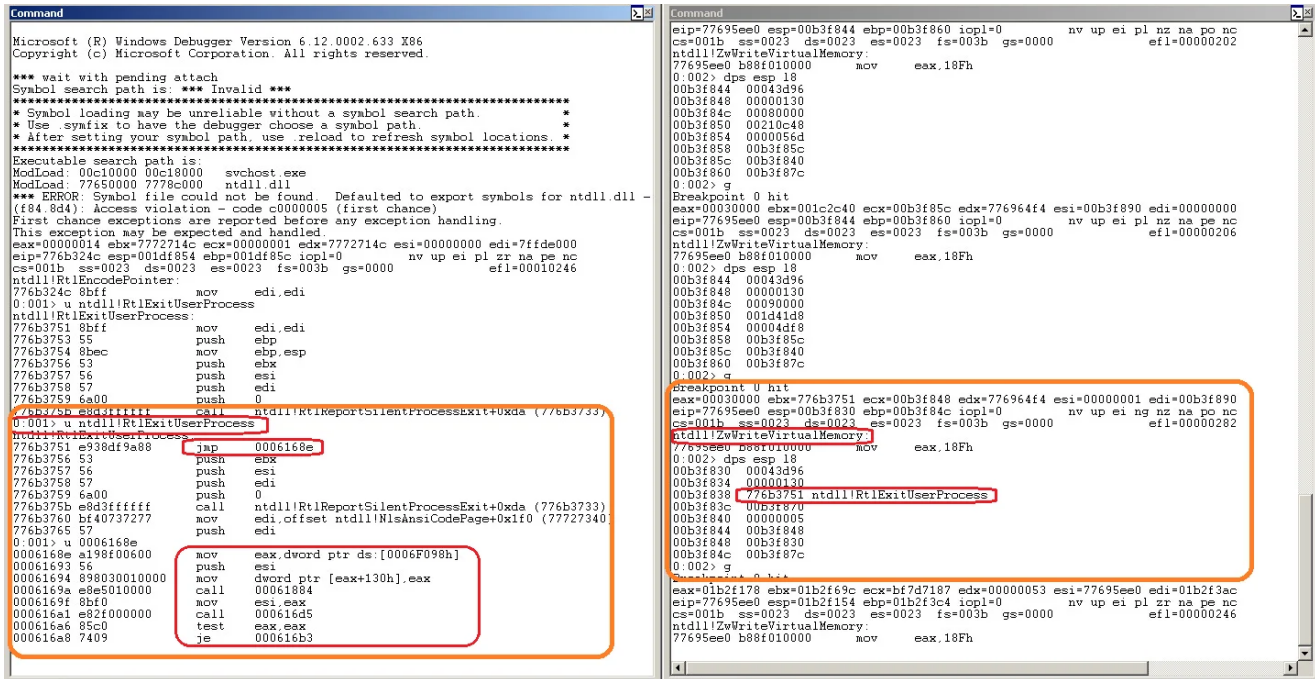 Command
Microsoft (R) Windows Debugger Version 6.12.0002.633 X86
Copyright (c) Microsoft Corporation. All rights reserved.
*** wait with pending attach
Symbol search path is: *** Invalid ***
****************************************************************************
* Symbol loading may be unreliable without a symbol search path. *
* Use .symfix to have the debugger choose a symbol path. *
* After setting your symbol path, use .reload to refresh symbol locations. *
****************************************************************************
Executable search path is:
ModLoad: 00c10000 00c18000 svchost.exe
ModLoad: 77650000 7778c000 ntdll.dll
*** ERROR: Symbol file could not be found. Defaulted to export symbols for ntdll.dll -
(f84.8d4): Access violation - code c0000005 (first chance)
First chance exceptions are reported before any exception handling.
This exception may be expected and handled.
eax=00000014 ebx=7772714c ecx=00000001 edx=7772714c esi=00000000 edi=7ffde000
eip=776b324c esp=001df854 ebp=001df85c iopl=0 nv up ei pl zr na pe nc
cs=001b ss=0023 ds=0023 es=0023 fs=003b gs=0000 efl=00010246
ntdll!RtlEncodePointer:
776b324c 8bff mov edi,edi
0:001> u ntdll!RtlExitUserProcess
ntdll!RtlExitUserProcess:
776b3751 8bff mov edi,edi
776b3753 55 push ebp
776b3754 8bec mov ebp,esp
776b3756 53 push ebx
776b3757 56 push esi
776b3758 57 push edi
776b3759 6a00 push 0
776b375b e8d3ffffff call ntdll!RtlReportSilentProcessExit+0xda (776b3733)
0:001> u ntdll!RtlExitUserProcess
ntdll!RtlExitUserProcess:
776b3751 e938df9a88 jmp 0006168e
776b3756 53 push ebx
776b3757 56 push esi
776b3758 57 push edi
776b3759 6a00 push 0
776b375b e8d3ffffff call ntdll!RtlReportSilentProcessExit+0xda (776b3733)
776b3760 bf40737277 mov edi,offset ntdll!NlsAnsiCodePage+0x1f0 (77727340)
776b3765 57 push edi
0:001> u 0006168e
0006168e a198f00600 mov eax,dword ptr ds:[0006F098h]
00061693 56 push esi
00061694 898030010000 mov dword ptr [eax+130h],eax
0006169a e8e5010000 call 00061884
0006169f 8bf0 mov esi,eax
000616a1 e82f000000 call 000616d5
000616a6 85c0 test eax,eax
000616a8 7409 je 000616b3
Command
eip=77695ee0 esp=00b3f844 ebp=00b3f860 iopl=0 nv up ei pl nz na po nc
cs=001b ss=0023 ds=0023 es=0023 fs=003b gs=0000 efl=00000202
ntdll!ZwWriteVirtualMemory:
77695ee0 b88f010000 mov eax,18Fh
0:002> dps esp l8
00b3f844 00043d96
00b3f848 00000130
00b3f84c 00080000
00b3f850 00210c48
00b3f854 0000056d
00b3f858 00b3f85c
00b3f85c 00b3f840
00b3f860 00b3f87c
0:002> g
Breakpoint 0 hit
eax=00030000 ebx=001c2c40 ecx=00b3f85c edx=776964f4 esi=00b3f890 edi=00000000
eip=77695ee0 esp=00b3f844 ebp=00b3f860 iopl=0 nv up ei pl nz na pe nc
cs=001b ss=0023 ds=0023 es=0023 fs=003b gs=0000 efl=00000206
ntdll!ZwWriteVirtualMemory:
77695ee0 b88f010000 mov eax,18Fh
0:002> dps esp l8
00b3f844 00043d96
00b3f848 00000130
00b3f84c 00090000
00b3f850 001d41d8
00b3f854 00004df8
00b3f858 00b3f85c
00b3f85c 00b3f840
00b3f860 00b3f87c
0:002> g
Breakpoint 0 hit
eax=00030000 ebx=776b3751 ecx=00b3f848 edx=776964f4 esi=00000001 edi=00b3f890
eip=77695ee0 esp=00b3f830 ebp=00b3f84c iopl=0 nv up ei ng nz na po nc
cs=001b ss=0023 ds=0023 es=0023 fs=003b gs=0000 efl=00000282
ntdll!ZwWriteVirtualMemory:
77695ee0 b88f010000 mov eax,18Fh
0:002> dps esp l8
00b3f830 00043d96
00b3f834 00000130
00b3f838 776b3751 ntdll!RtlExitUserProcess
00b3f83c 00b3f870
00b3f840 00000005
00b3f844 00b3f848
00b3f848 00b3f830
00b3f84c 00b3f87c
0:002> g
Breakpoint 0 hit
eax=01b2f178 ebx=01b2f69c ecx=bf7d7187 edx=00000053 esi=77695ee0 edi=01b2f3ac
eip=77695ee0 esp=01b2f154 ebp=01b2f3c4 iopl=0 nv up ei pl zr na pe nc
cs=001b ss=0023 ds=0023 es=0023 fs=003b gs=0000 efl=00000246
ntdll!ZwWriteVirtualMemory:
77695ee0 b88f010000 mov eax,18Fh